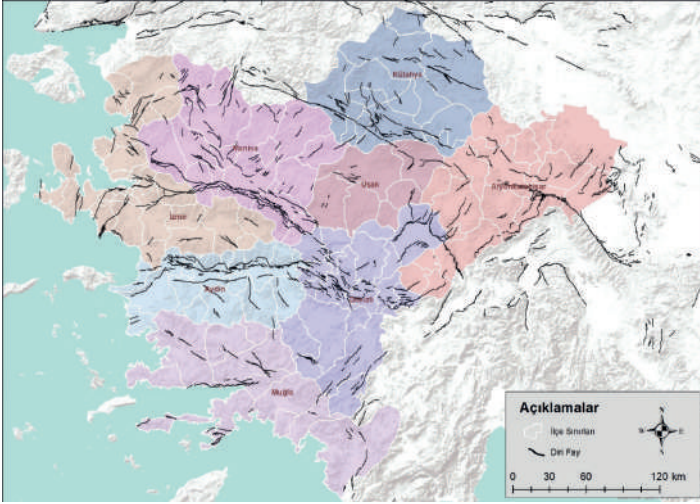 Kütahya
Manisa
Uşak
Afyonkarahisar
İzmir
Aydın
Denizli
Muğla
Açıklamalar
N
W E
S
İlçe Sınırları
Diri Fay
0 30 60 120 km